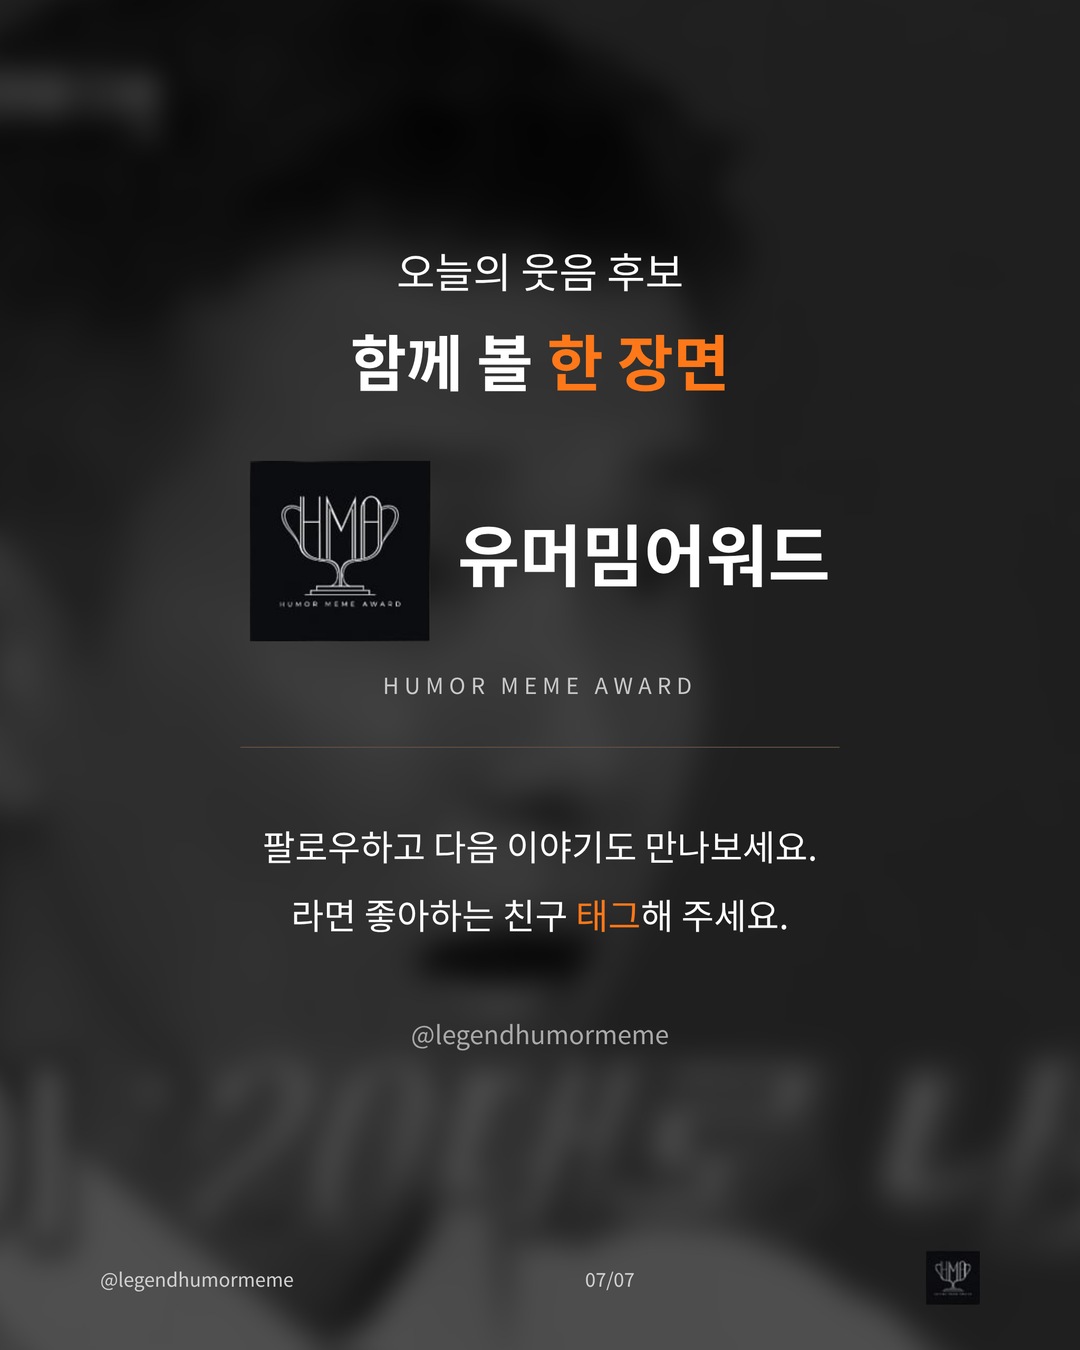 오늘의 웃음 후보
함께 볼 한 장면
HMA
HUMOR MEME AWARD
유머밈어워드
HUMOR MEME AWARD
팔로우하고 다음 이야기도 만나보세요.
라면 좋아하는 친구 태그해 주세요.
@legendhumormeme
@legendhumormeme
07/07
HMA